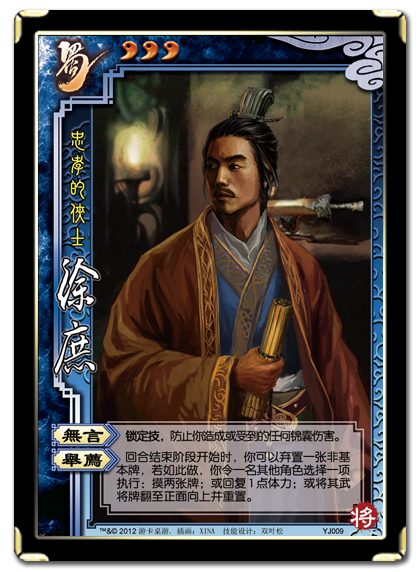 蜀
忠孝的俠士
徐庶
無言
锁定技，防止你造成或受到的任何锦囊伤害。
舉薦
回合结束阶段开始时，你可以弃置一张非基
本牌，若如此做，你令一名其他角色选择一项
执行：摸两张牌；或回复1点体力；或将其武
将牌翻至正面向上并重置。
™&© 2012 游卡桌游. 插画：XINA 技能设计：双叶松 YJ009
将